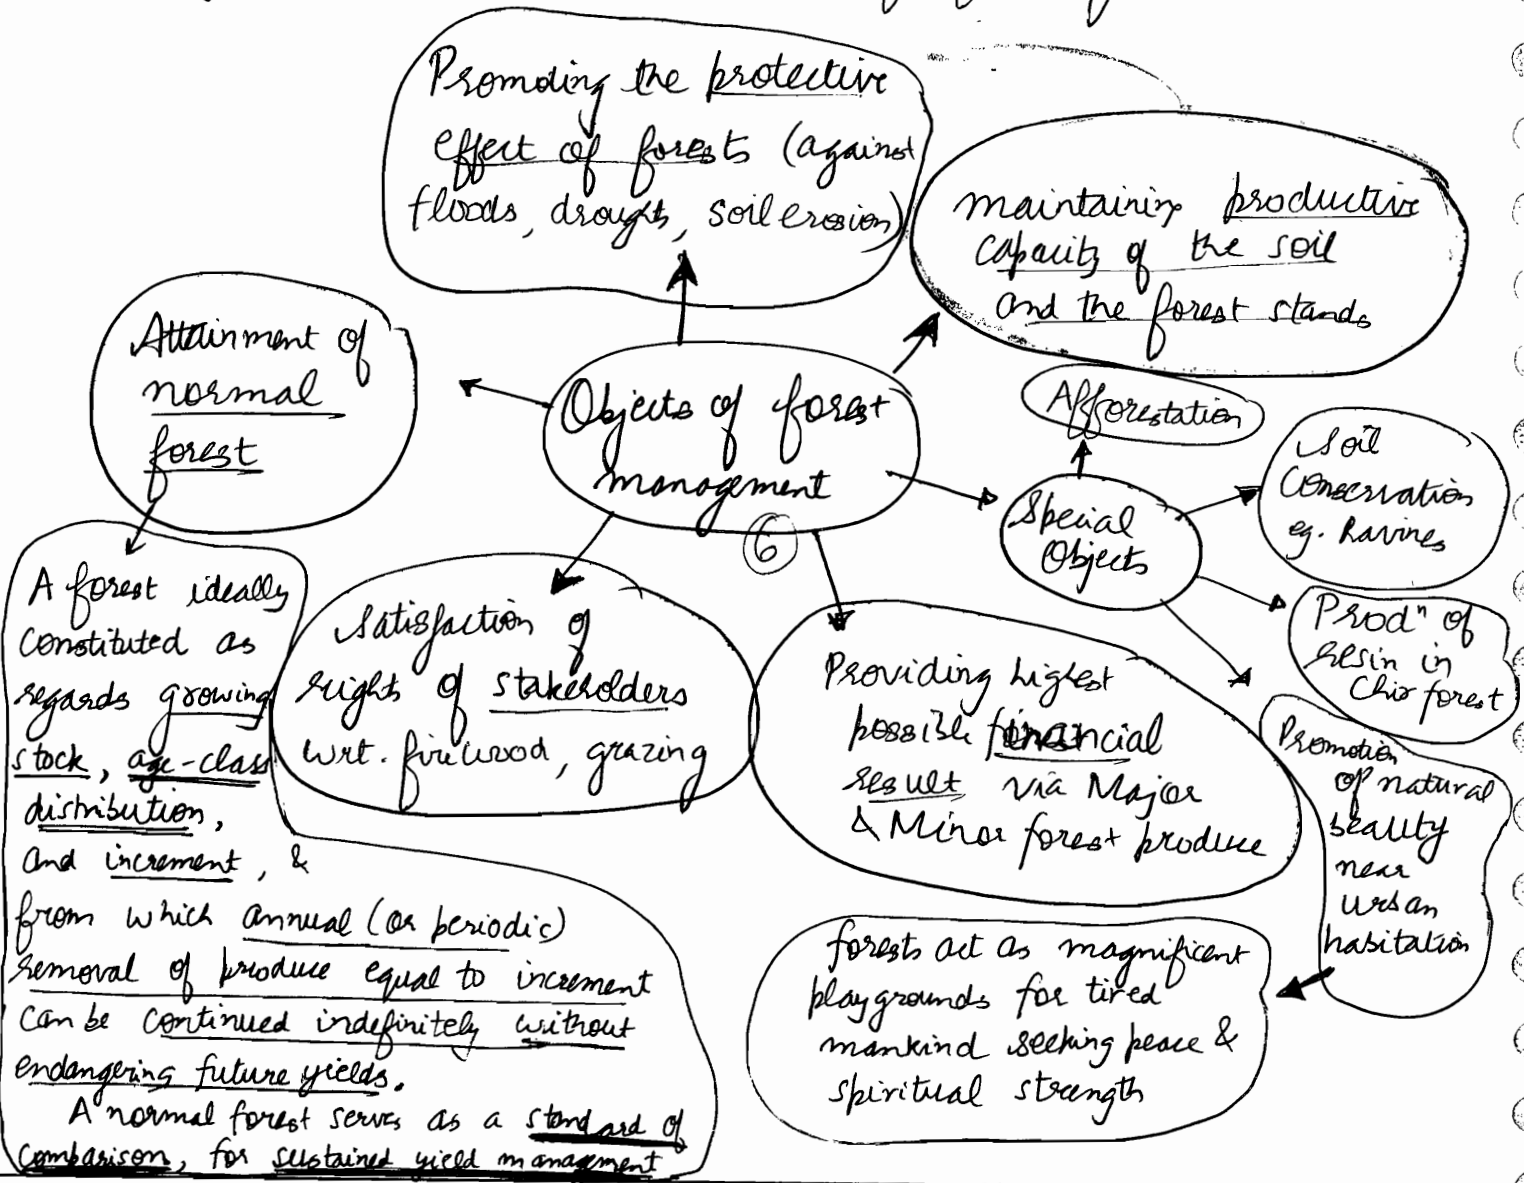 Promoting the protective
effect of forests (against
floods, drought, soil erosion)
maintaining productive
capacity of the soil
and the forest stands
Attainment of
normal
forest
Objects of forest
management
6
Afforestation
Soil
Conservation
eg. Ravines
Special
Objects
Prodⁿ of
resin in
Chir forest
Promotion
of natural
beauty
near
urban
habitation
A forest ideally
constituted as
regards growing
stock, age-class
distribution,
and increment, &
from which annual (or periodic)
removal of produce equal to increment
can be continued indefinitely without
endangering future yields.
A normal forest serves as a standard of
comparison, for sustained yield management
Satisfaction of
rights of stakeholders
wrt. firewood, grazing
Providing highest
possible financial
result via Major
& Minor forest produce
forests act as magnificent
playgrounds for tired
mankind seeking peace &
spiritual strength